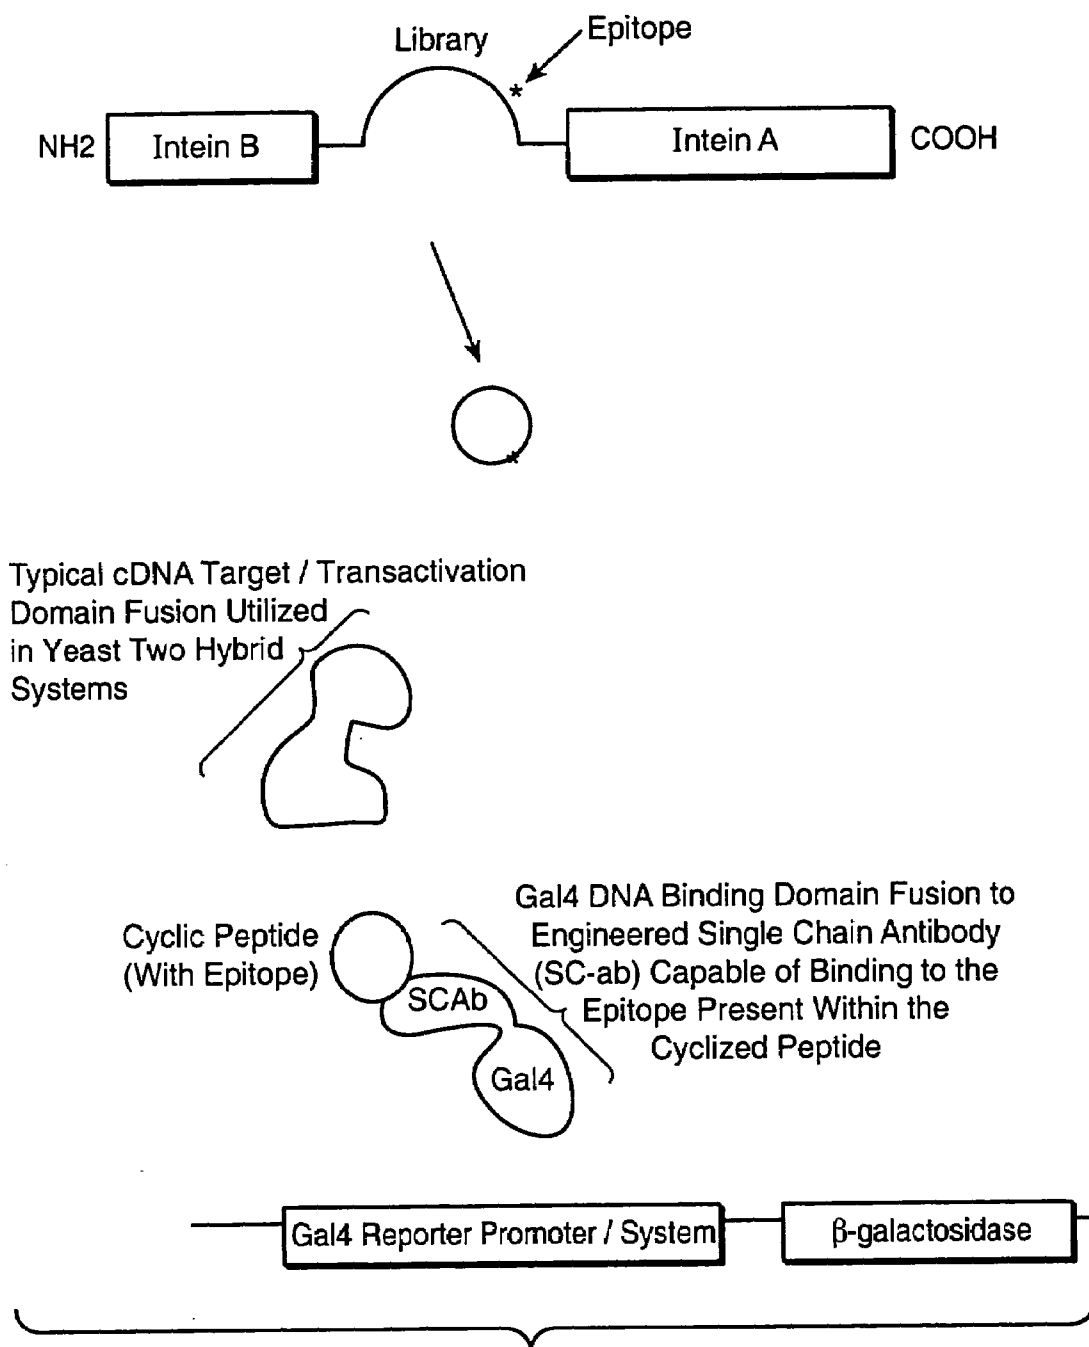 Library
Epitope
*
NH2
Intein B
Intein A
COOH
*
Typical cDNA Target / Transactivation
Domain Fusion Utilized
in Yeast Two Hybrid
Systems
Cyclic Peptide
(With Epitope)
SCAb
Gal4
Gal4 DNA Binding Domain Fusion to
Engineered Single Chain Antibody
(SC-ab) Capable of Binding to the
Epitope Present Within the
Cyclized Peptide
Gal4 Reporter Promoter / System
β-galactosidase